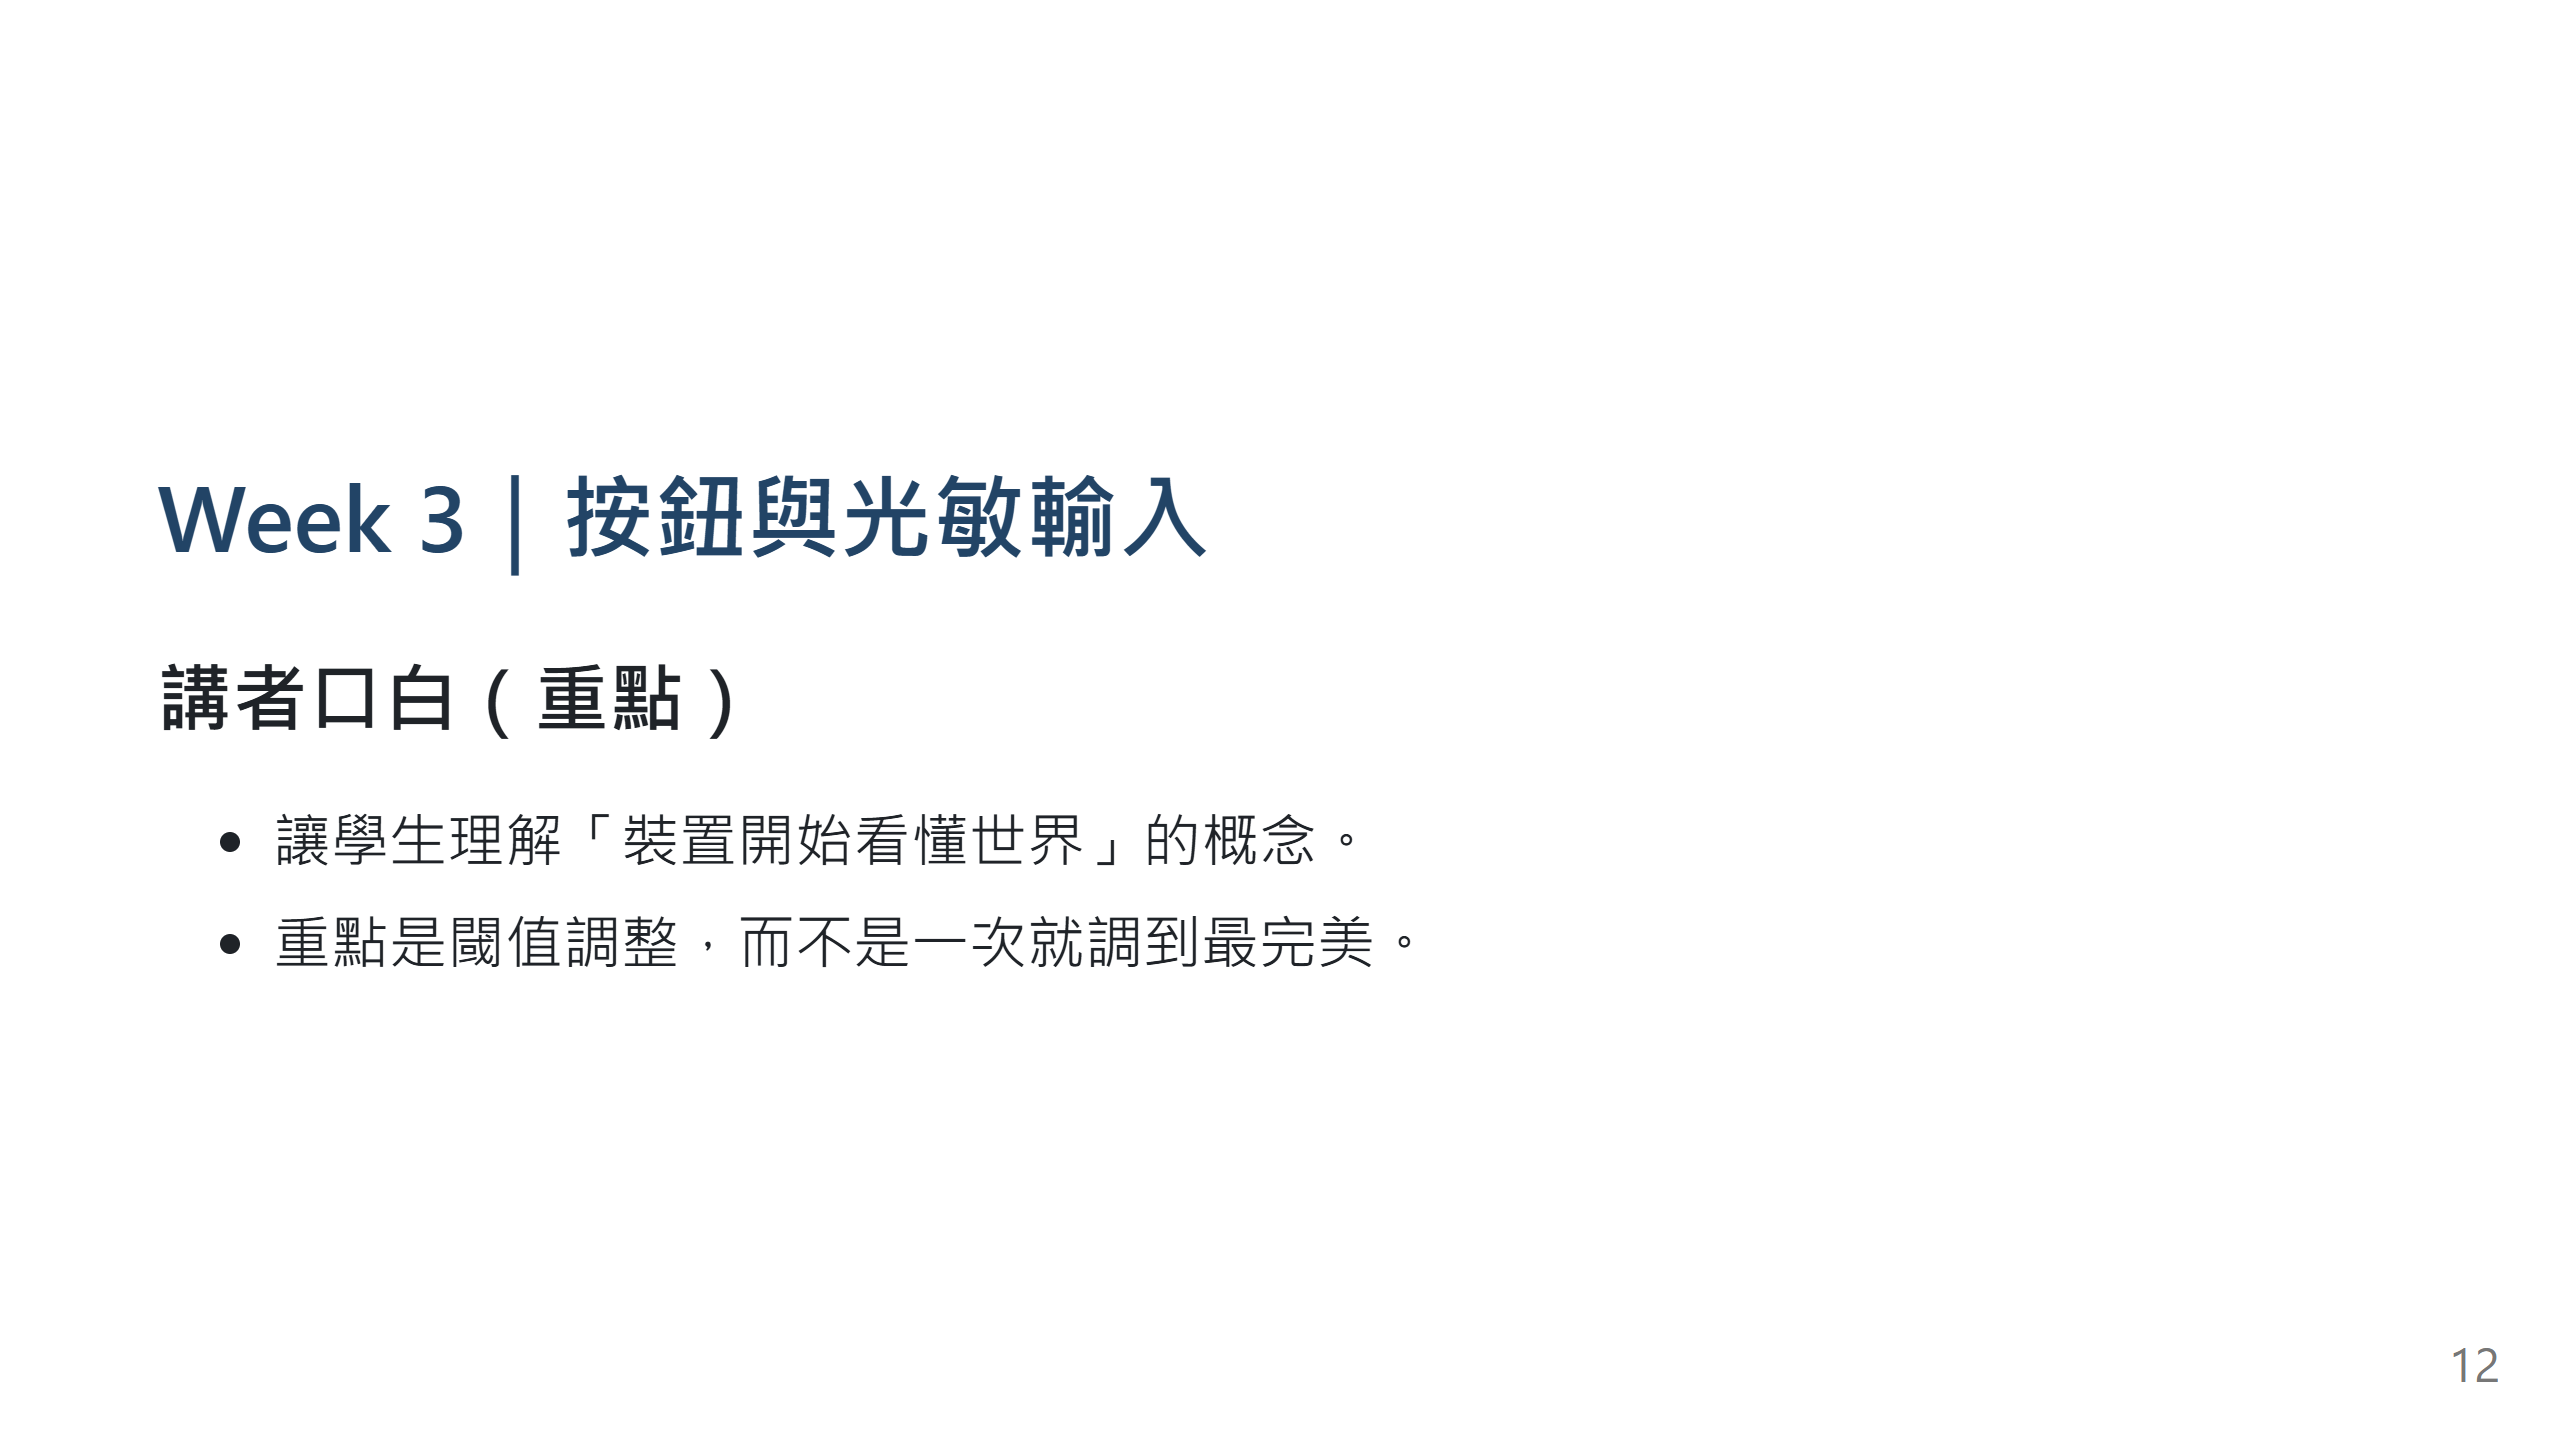 Week 3｜按鈕與光敏輸入
講者口白（重點）
• 讓學生理解「裝置開始看懂世界」的概念。
• 重點是閾值調整，而不是一次就調到最完美。
12